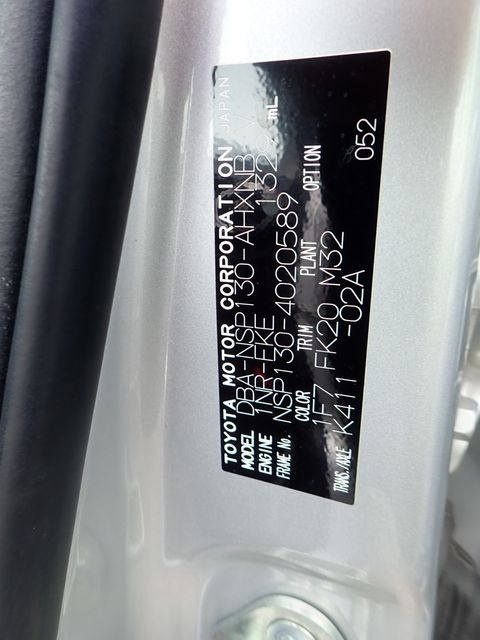 TOYOTA MOTOR CORPORATION JAPAN
MODEL DBA-NSP130-AHXNB
ENGINE 1NR-FKE mL
FRAME No. NSP130-4020589
COLOR TRIM PLANT OPTION
1F7 FK20 M32 052
TRANS./AXLE K411 -02A